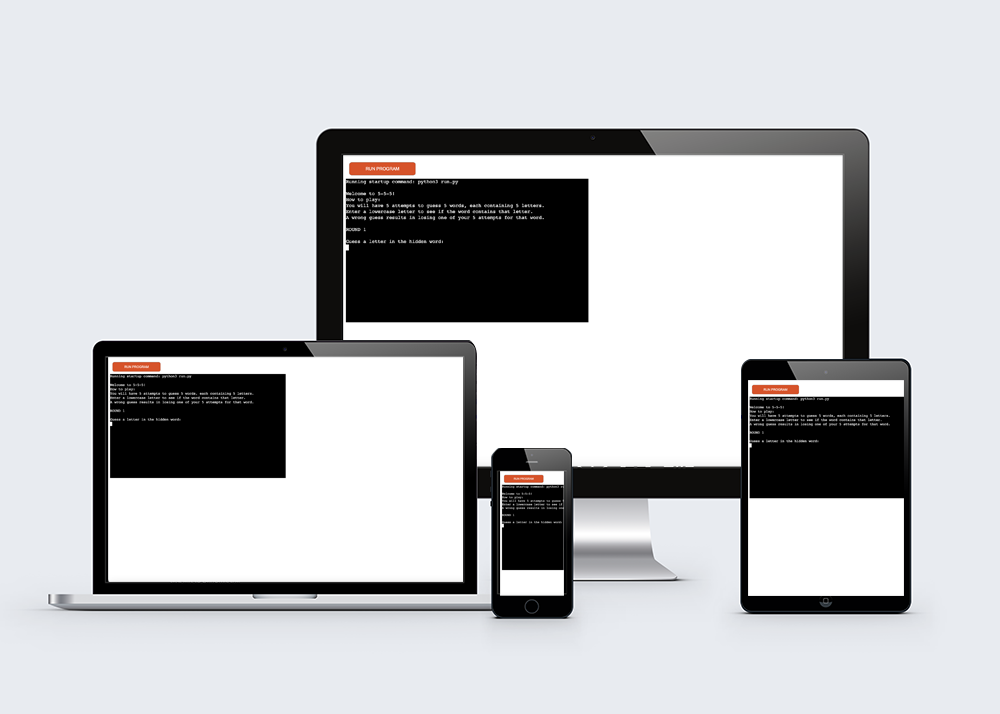 RUN PROGRAM
Running startup command: python3 run.py
Welcome to 5-5-5!
How to play:
You will have 5 attempts to guess 5 words, each containing 5 letters.
Enter a lowercase letter to see if the word contains that letter.
A wrong guess results in losing one of your 5 attempts for that word.
ROUND 1
Guess a letter in the hidden word:
RUN PROGRAM
Running startup command: python3 run.py
Welcome to 5-5-5!
How to play:
You will have 5 attempts to guess 5 words, each containing 5 letters.
Enter a lowercase letter to see if the word contains that letter.
A wrong guess results in losing one of your 5 attempts for that word.
ROUND 1
Guess a letter in the hidden word:
RUN PROGRAM
Running startup command: python3 r
Welcome to 5-5-5!
How to play:
You will have 5 attempts to guess 5
Enter a lowercase letter to see if
A wrong guess results in losing one
ROUND 1
Guess a letter in the hidden word:
RUN PROGRAM
Running startup command: python3 run.py
Welcome to 5-5-5!
How to play:
You will have 5 attempts to guess 5 words, each containing 5 letters.
Enter a lowercase letter to see if the word contains that letter.
A wrong guess results in losing one of your 5 attempts for that word.
ROUND 1
Guess a letter in the hidden word: